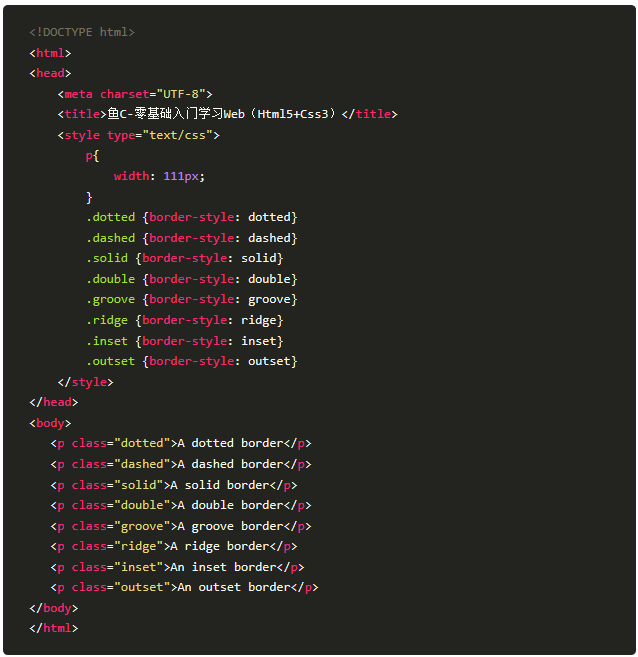 <!DOCTYPE html>
<html>
<head>
    <meta charset="UTF-8">
    <title>鱼C-零基础入门学习Web（Html5+Css3）</title>
    <style type="text/css">
        p{
            width: 111px;
        }
        .dotted {border-style: dotted}
        .dashed {border-style: dashed}
        .solid {border-style: solid}
        .double {border-style: double}
        .groove {border-style: groove}
        .ridge {border-style: ridge}
        .inset {border-style: inset}
        .outset {border-style: outset}
    </style>
</head>
<body>
   <p class="dotted">A dotted border</p>
   <p class="dashed">A dashed border</p>
   <p class="solid">A solid border</p>
   <p class="double">A double border</p>
   <p class="groove">A groove border</p>
   <p class="ridge">A ridge border</p>
   <p class="inset">An inset border</p>
   <p class="outset">An outset border</p>
</body>
</html>